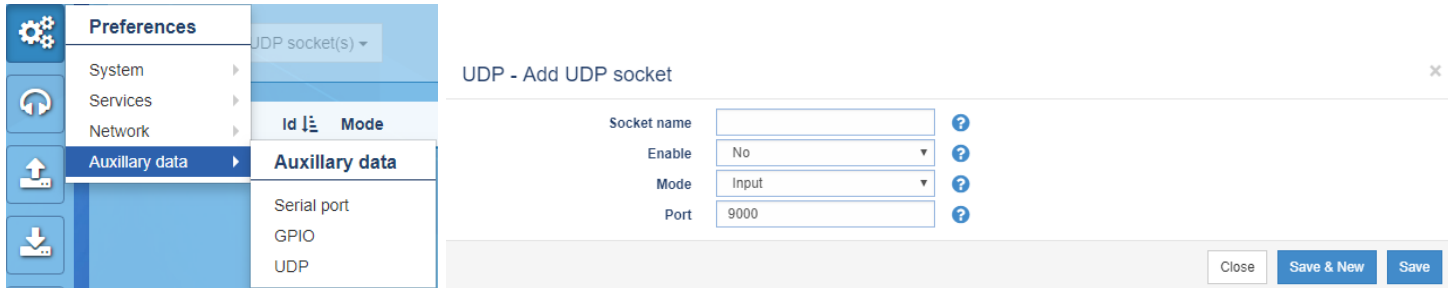 Preferences
System
Services
Network
Auxillary data
UDP socket(s)
Id Mode
Auxillary data
Serial port
GPIO
UDP
UDP - Add UDP socket
×
Socket name ?
Enable No ?
Mode Input ?
Port 9000 ?
Close Save & New Save